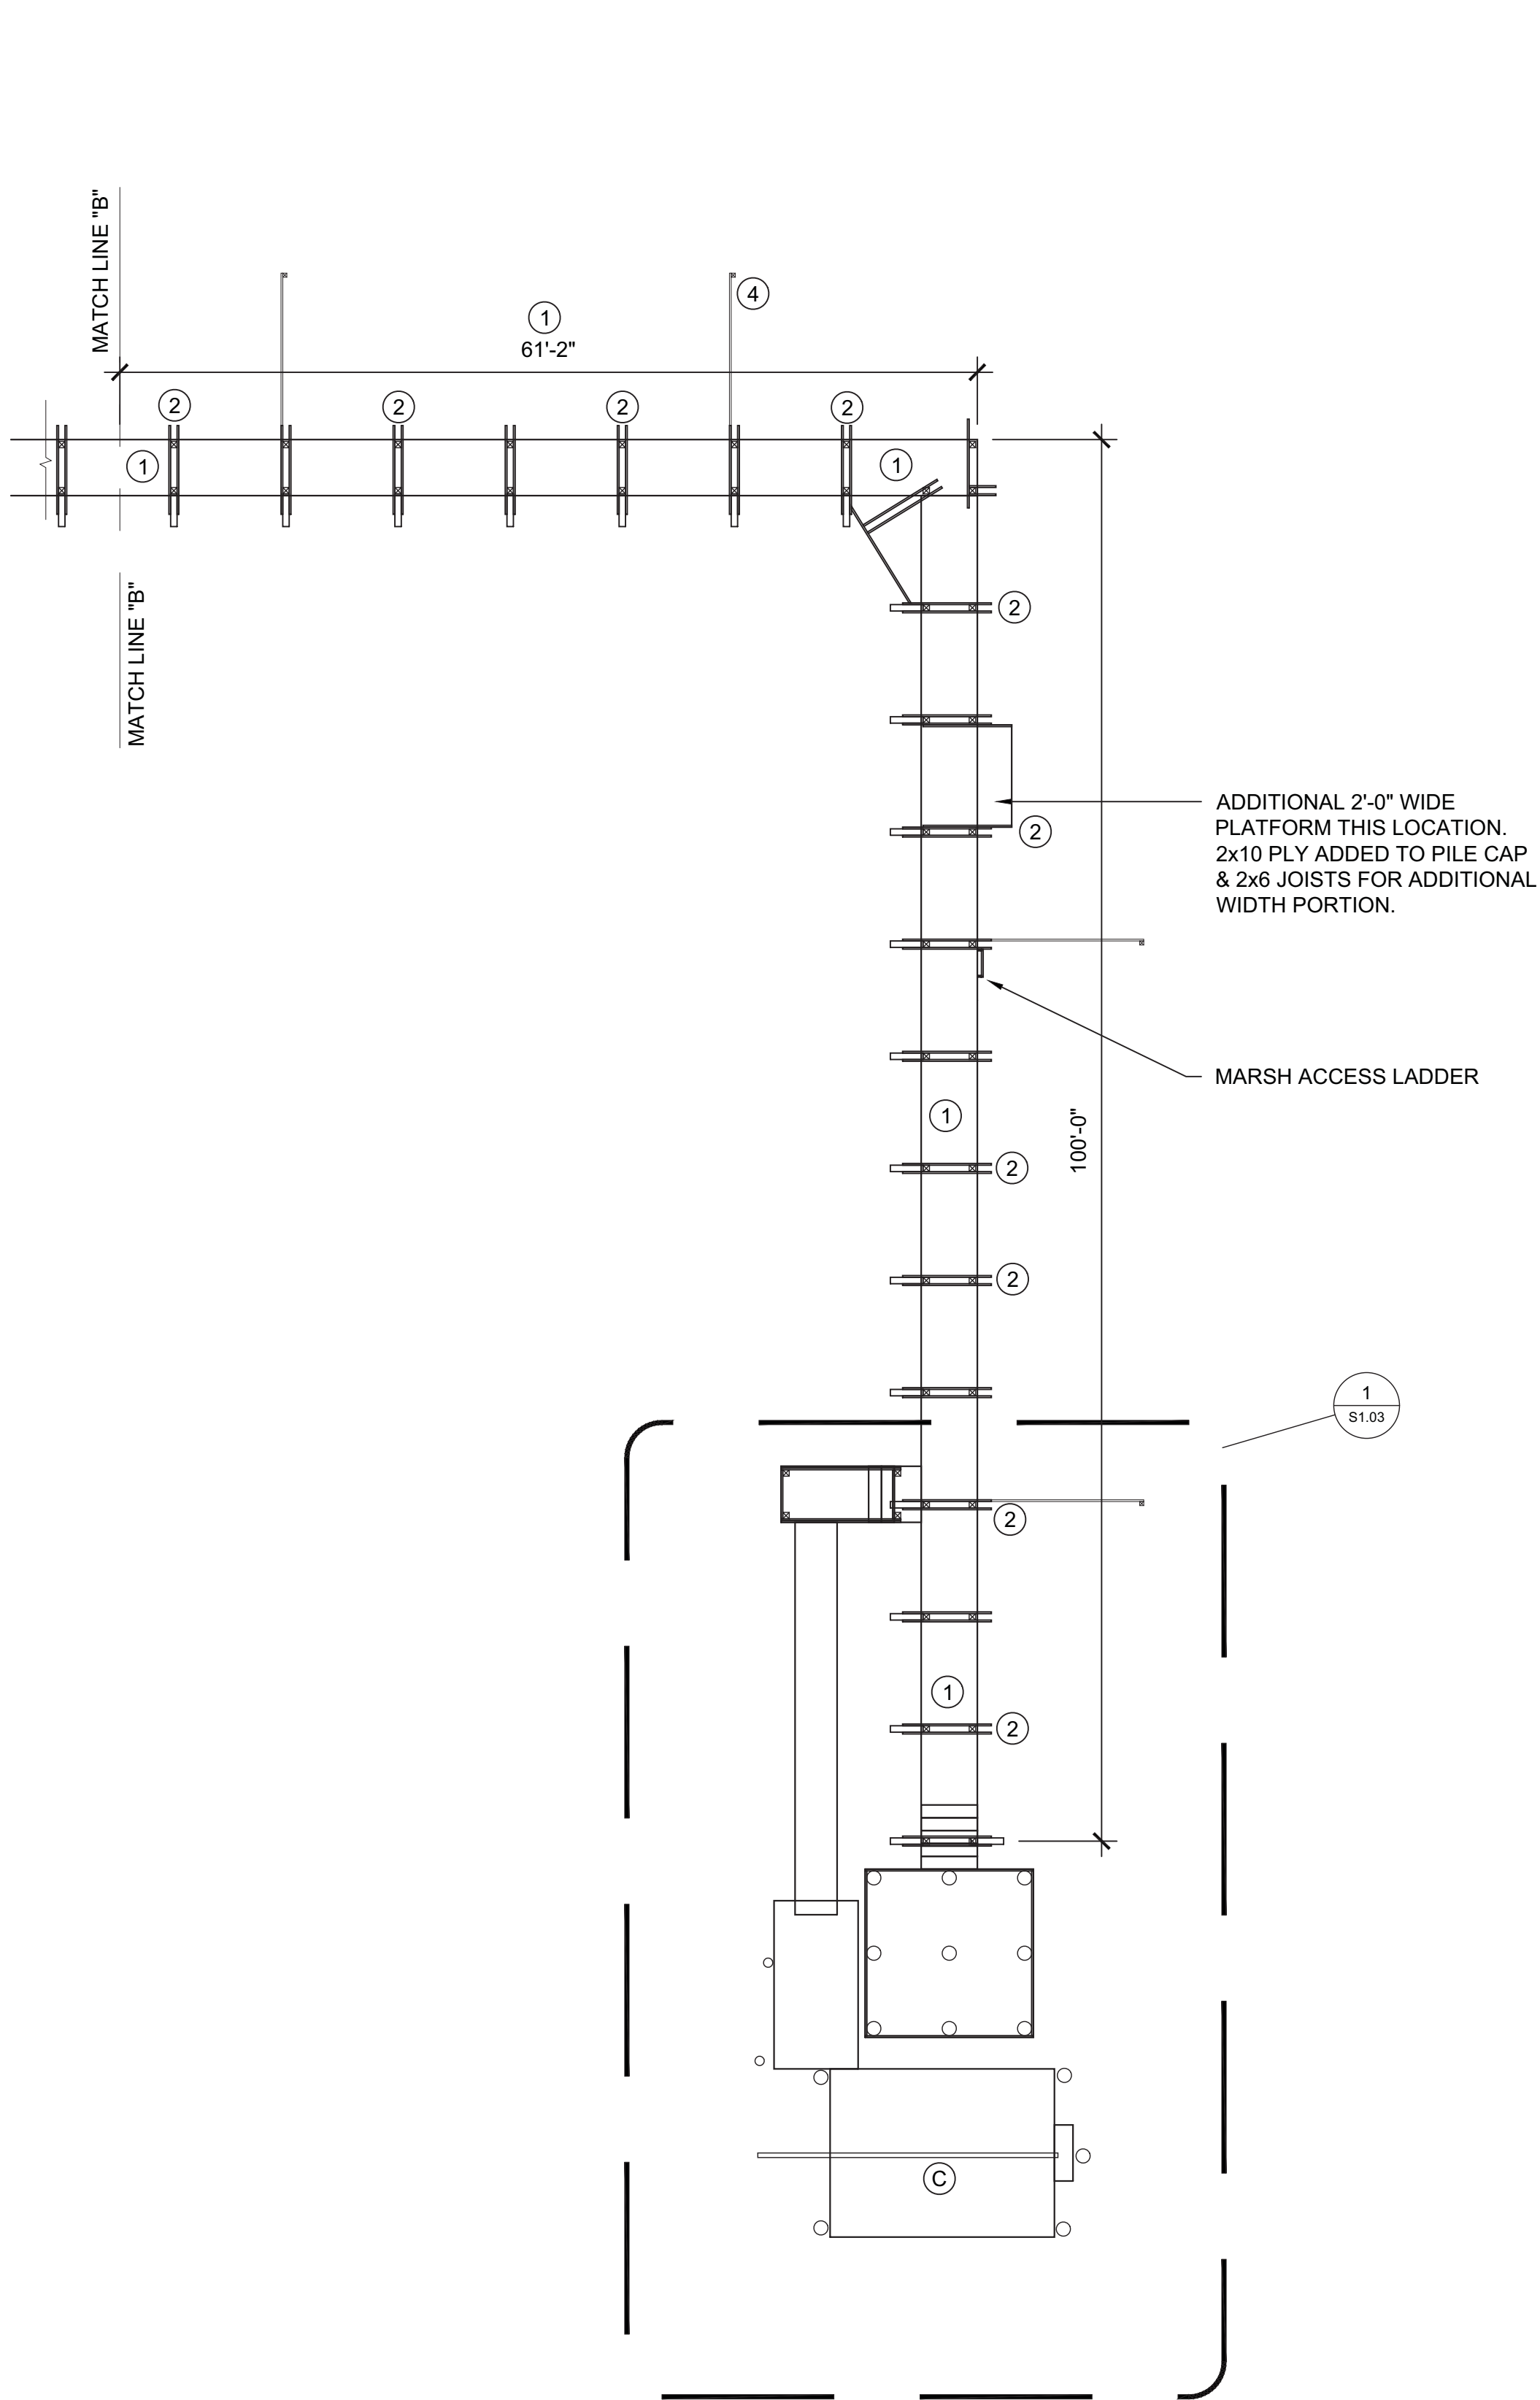 MATCH LINE "B"
4
1
61'-2"
2
2
2
2
1
1
MATCH LINE "B"
2
ADDITIONAL 2'-0" WIDE
PLATFORM THIS LOCATION.
2x10 PLY ADDED TO PILE CAP
& 2x6 JOISTS FOR ADDITIONAL
WIDTH PORTION.
2
MARSH ACCESS LADDER
1
100'-0"
2
2
1
S1.03
2
1
2
C